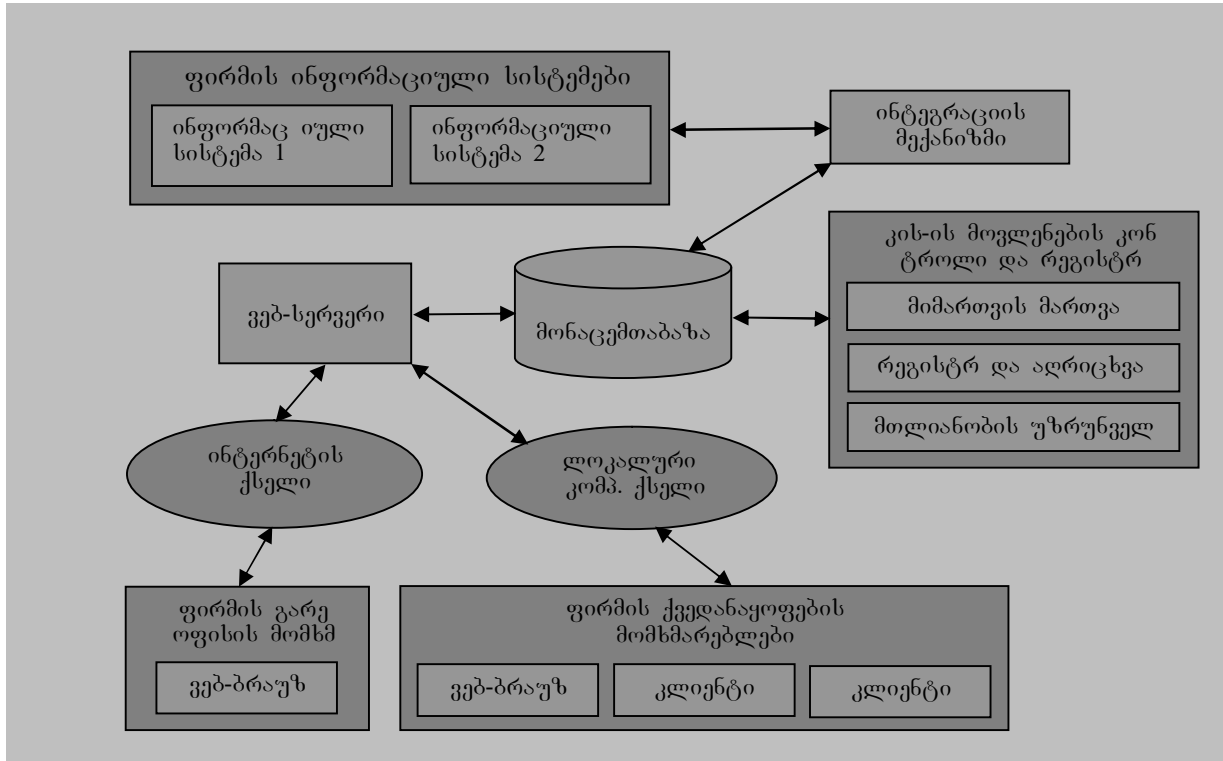 ფირმის ინფორმაციული სისტემები
ინფორმაც იული
სისტემა 1
ინფორმაციული
სისტემა 2
ინტეგრაციის
მექანიზმი
კის-ის მოვლენების კონ
ტროლი და რეგისტრ
მიმართვის მართვა
რეგისტრ და აღრიცხვა
მთლიანობის უზრუნველ
ვებ-სერვერი
მონაცემთაბაზა
ინტერნეტის
ქსელი
ლოკალური
კომპ. ქსელი
ფირმის გარე
ოფისის მომხმ
ვებ-ბრაუზ
ფირმის ქვედანაყოფების
მომხმარებლები
ვებ-ბრაუზ
კლიენტი
კლიენტი